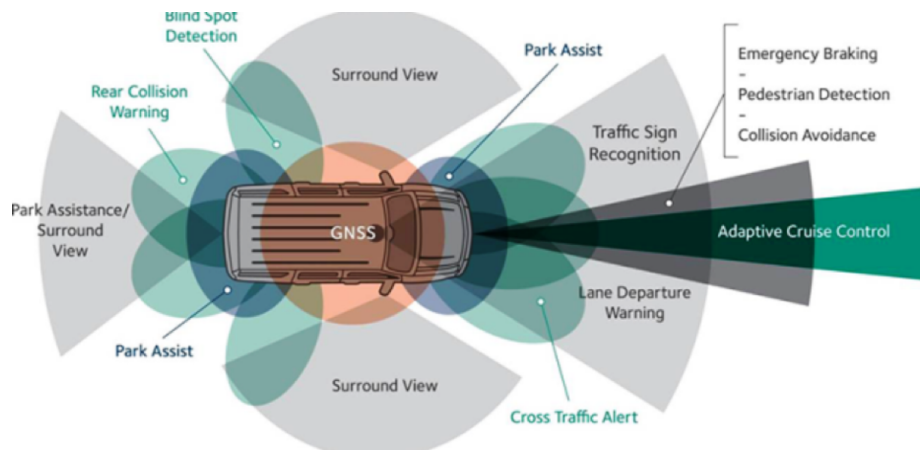 Blind Spot
Detection
Rear Collision
Warning
Surround View
Park Assist
Emergency Braking
–
Pedestrian Detection
–
Collision Avoidance
Traffic Sign
Recognition
Park Assistance/
Surround
View
GNSS
Adaptive Cruise Control
Lane Departure
Warning
Park Assist
Surround View
Cross Traffic Alert